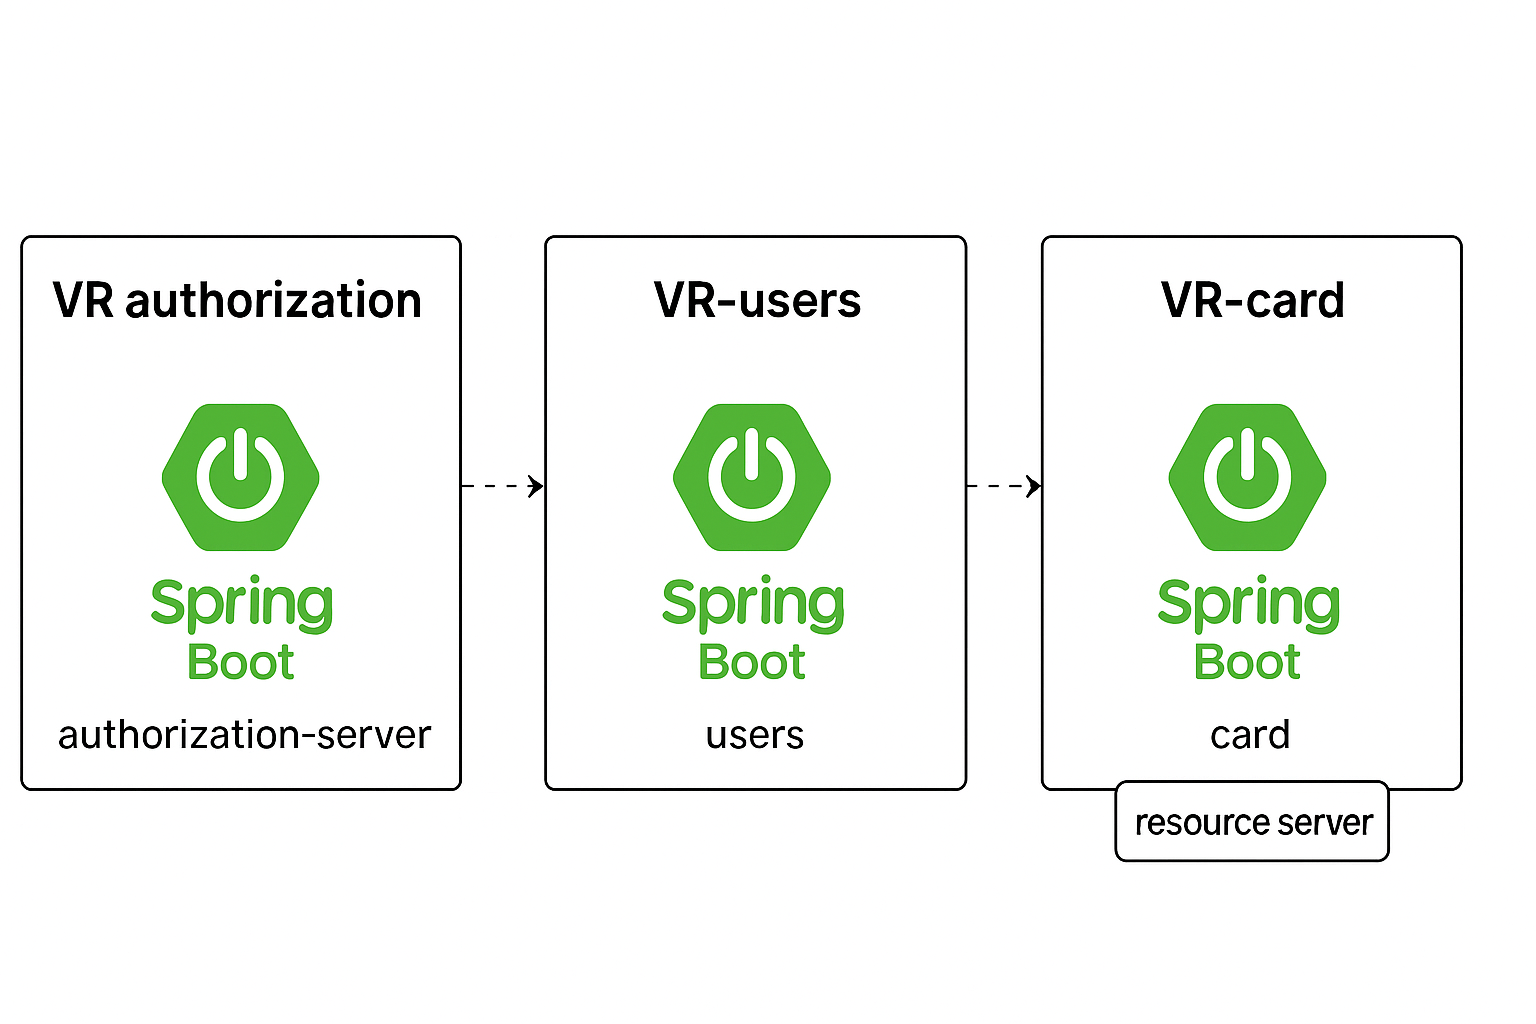 VR authorization
Spring
Boot
authorization-server
VR-users
Spring
Boot
users
VR-card
Spring
Boot
card
resource server